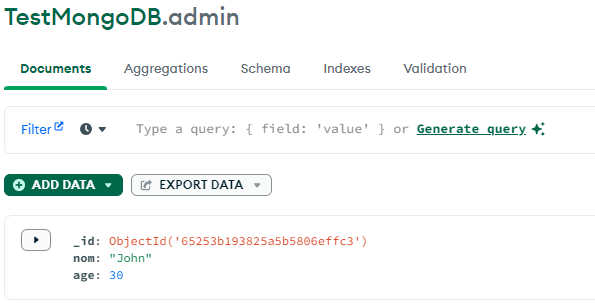 TestMongoDB.admin
Documents Aggregations Schema Indexes Validation
Filter Type a query: { field: 'value' } or Generate query
ADD DATA EXPORT DATA
_id: ObjectId('65253b193825a5b5806effc3')
nom: "John"
age: 30